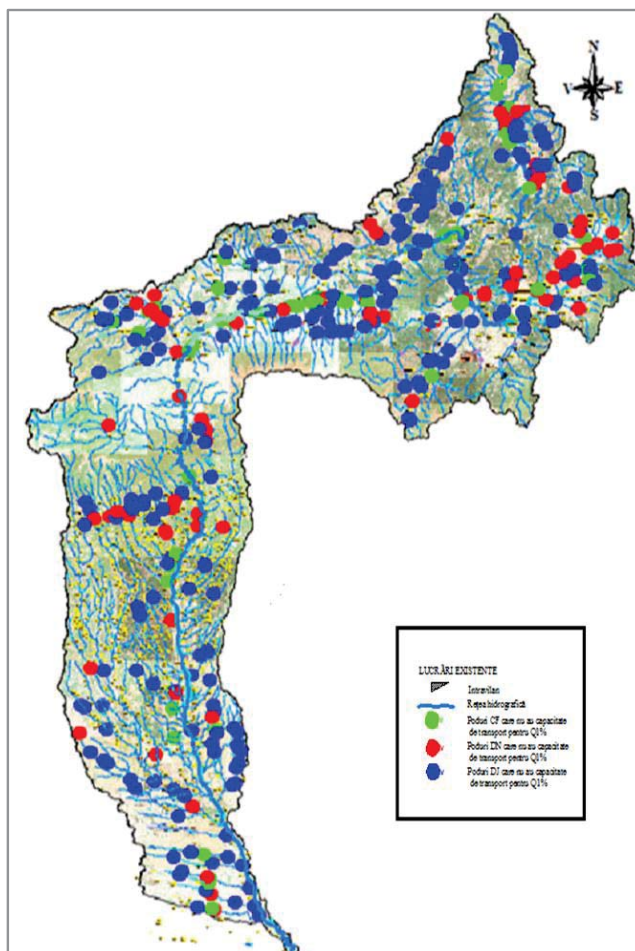 N
V E
S
LUCRĂRI EXISTENTE
Intravilan
Rețea hidrografică
Poduri CF care nu au capacitate
de transport pentru Q1%
Poduri DN care nu au capacitate
de transport pentru Q1%
Poduri DJ care nu au capacitate
de transport pentru Q1%